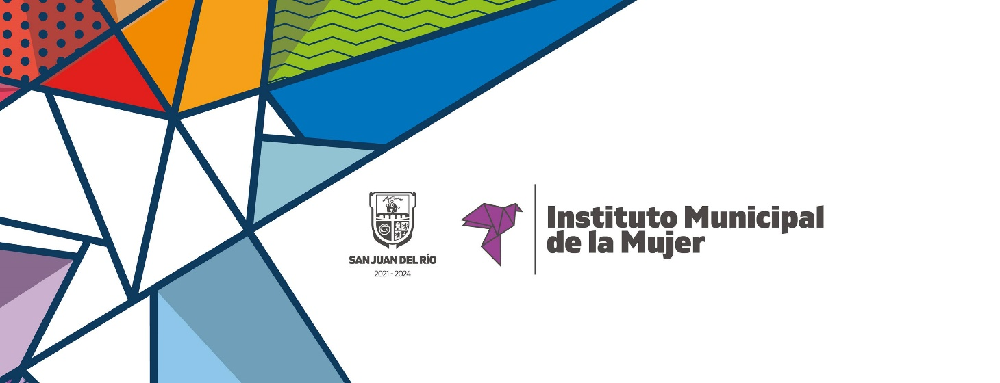 SAN JUAN DEL RÍO
2021 - 2024
Instituto Municipal
de la Mujer